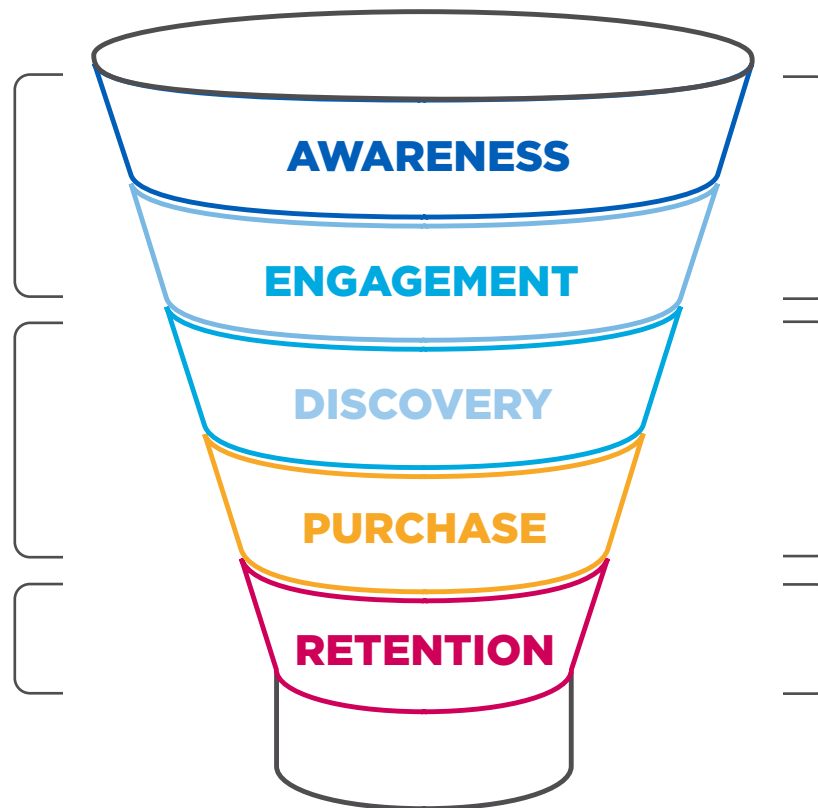 AWARENESS
ENGAGEMENT
DISCOVERY
PURCHASE
RETENTION